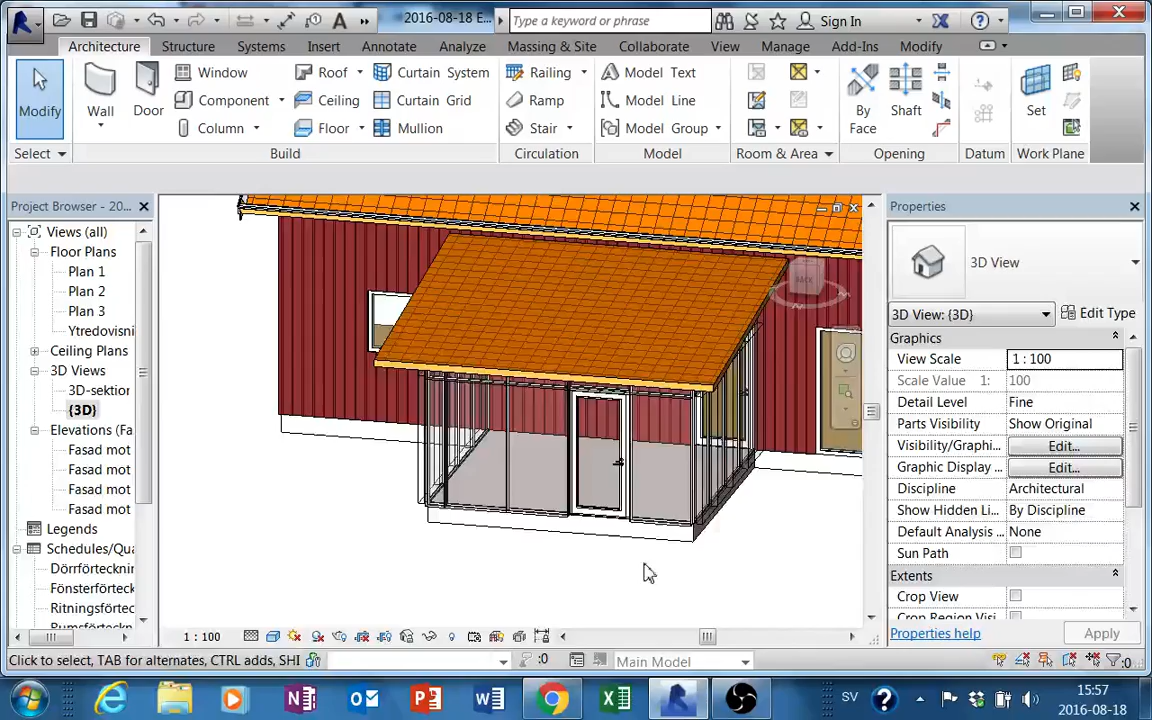 2016-08-18 E...
Type a keyword or phrase
Sign In
Architecture Structure Systems Insert Annotate Analyze Massing & Site Collaborate View Manage Add-Ins Modify
Modify
Wall
Door
Window
Component
Column
Roof
Ceiling
Floor
Curtain System
Curtain Grid
Mullion
Railing
Ramp
Stair
Model Text
Model Line
Model Group
By Face
Shaft
Set
Select
Build
Circulation
Model
Room & Area
Opening
Datum
Work Plane
Project Browser - 20...
Views (all)
Floor Plans
Plan 1
Plan 2
Plan 3
Ytredovisni
Ceiling Plans
3D Views
3D-sektion
{3D}
Elevations (Fa
Fasad mot
Fasad mot
Fasad mot
Fasad mot
Legends
Schedules/Qua
Dörrförtecknin
Fönsterförteck
Ritningsförtec
Rumsförteckn
Properties
3D View
3D View: {3D}
Edit Type
Graphics
View Scale 1 : 100
Scale Value 1: 100
Detail Level Fine
Parts Visibility Show Original
Visibility/Graphi... Edit...
Graphic Display ... Edit...
Discipline Architectural
Show Hidden Li... By Discipline
Default Analysis ... None
Sun Path
Extents
Crop View
Crop Region Visi
Properties help
Apply
1 : 100
Click to select, TAB for alternates, CTRL adds, SHI
:0
Main Model
:0
SV
15:57
2016-08-18